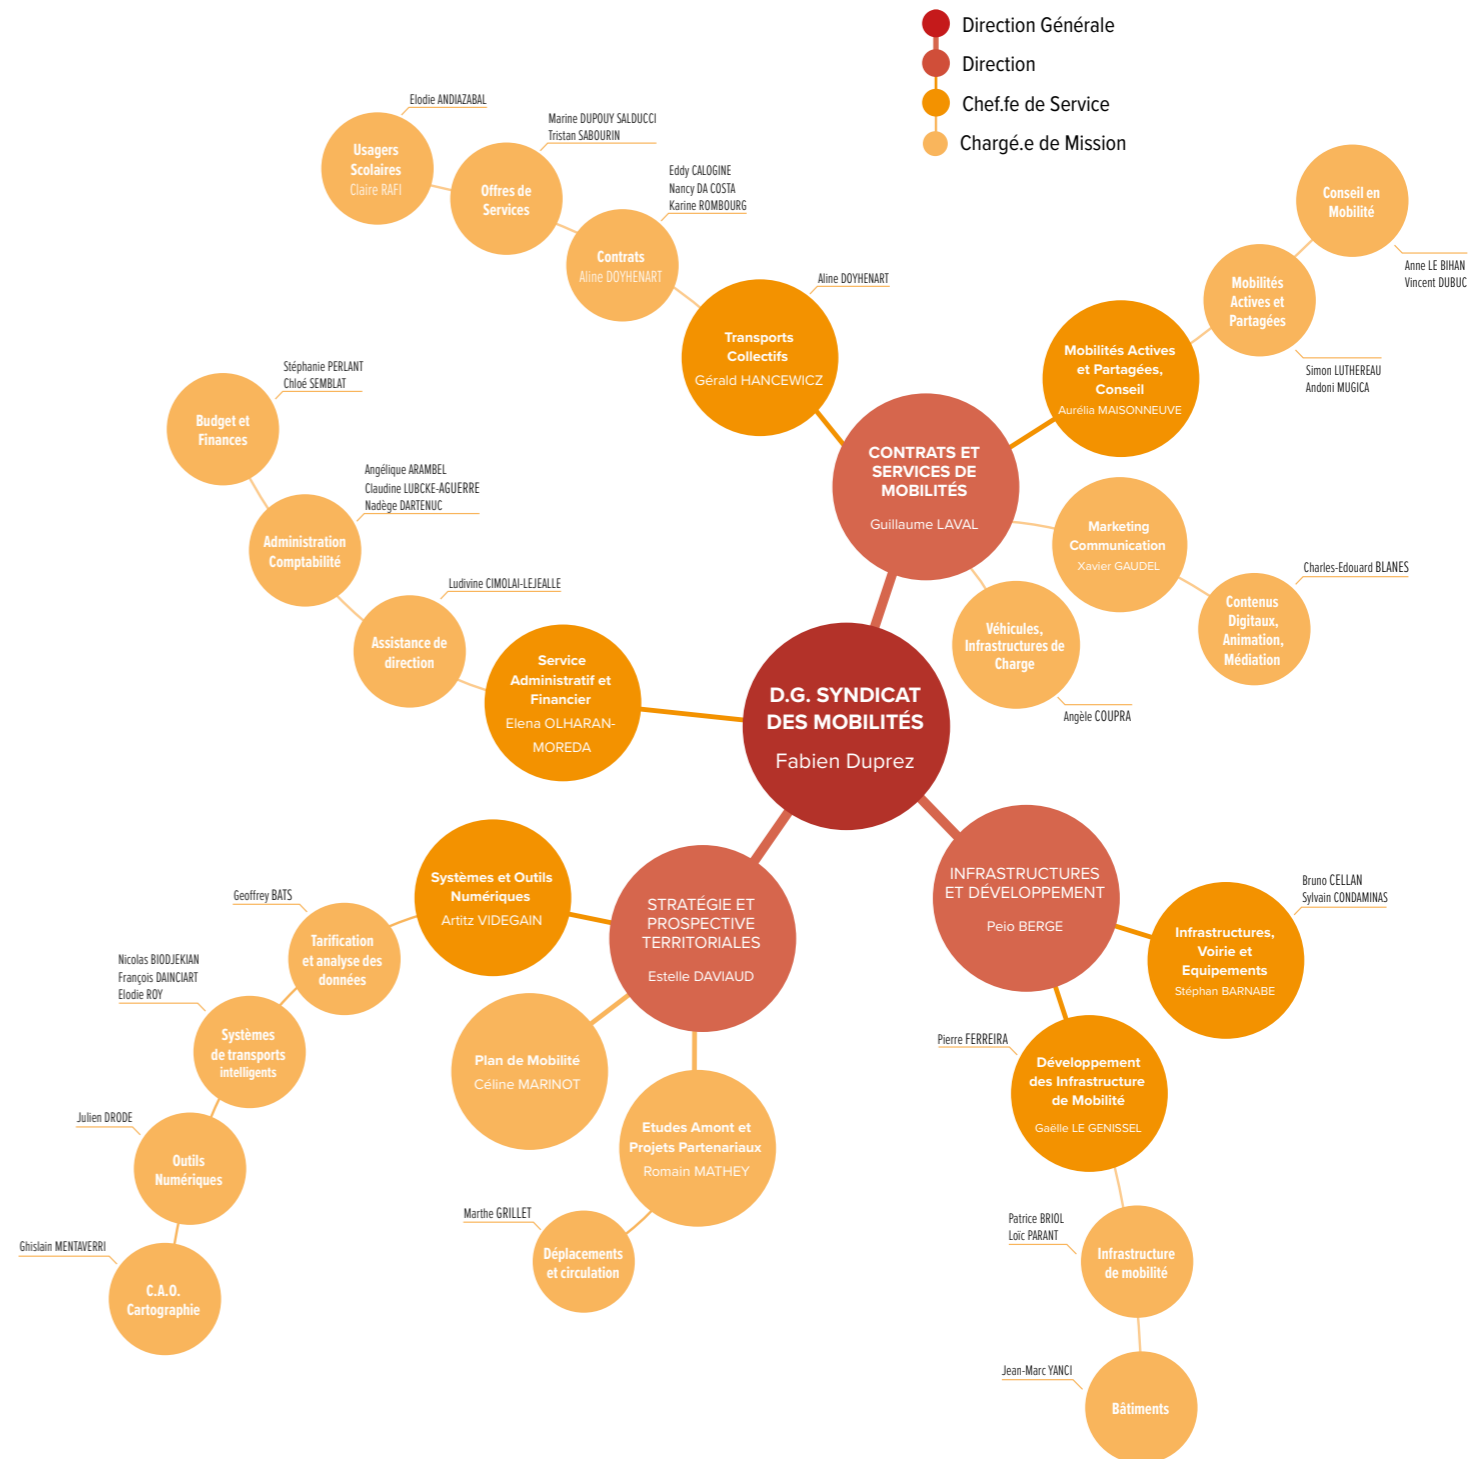 Direction Générale
Direction
Chef.fe de Service
Chargé.e de Mission
Elodie ANDIAZABAL
Usagers
Scolaires
Claire RAFI
Marine DUPOUY SALDUCCI
Tristan SABOURIN
Offres de
Services
Eddy CALOGINE
Nancy DA COSTA
Karine ROMBOURG
Contrats
Aline DOYHENART
Aline DOYHENART
Transports
Collectifs
Gérald HANCEWICZ
Conseil en
Mobilité
Anne LE BIHAN
Vincent DUBUC
Mobilités
Actives et
Partagées
Simon LUTHEREAU
Andoni MUGICA
Mobilités Actives
et Partagées,
Conseil
Aurélia MAISONNEUVE
CONTRATS ET
SERVICES DE
MOBILITÉS
Guillaume LAVAL
Marketing
Communication
Xavier GAUDEL
Charles-Edouard BLANES
Contenus
Digitaux,
Animation,
Médiation
Véhicules,
Infrastructures de
Charge
Angèle COUPRA
Stéphanie PERLANT
Chloé SEMBLAT
Budget et
Finances
Angélique ARAMBEL
Claudine LUBCKE-AGUERRE
Nadège DARTENUC
Administration
Comptabilité
Ludivine CIMOLAI-LEJEALLE
Assistance de
direction
Service
Administratif et
Financier
Elena OLHARAN-
MOREDA
D.G. SYNDICAT
DES MOBILITÉS
Fabien Duprez
Systèmes et Outils
Numériques
Artitz VIDEGAIN
STRATÉGIE ET
PROSPECTIVE
TERRITORIALES
Estelle DAVIAUD
Geoffrey BATS
Tarification
et analyse des
données
Nicolas BIODJEKIAN
François DAINCIART
Elodie ROY
Systèmes
de transports
intelligents
Julien DRODE
Outils
Numériques
Ghislain MENTAVERRI
C.A.O.
Cartographie
Plan de Mobilité
Céline MARINOT
Etudes Amont et
Projets Partenariaux
Romain MATHEY
Marthe GRILLET
Déplacements
et circulation
INFRASTRUCTURES
ET DÉVELOPPEMENT
Peio BERGE
Bruno CELLAN
Sylvain CONDAMINAS
Infrastructures,
Voirie et
Equipements
Stéphan BARNABE
Pierre FERREIRA
Développement
des Infrastructure
de Mobilité
Gaëlle LE GENISSEL
Patrice BRIOL
Loïc PARANT
Infrastructure
de mobilité
Jean-Marc YANCI
Bâtiments